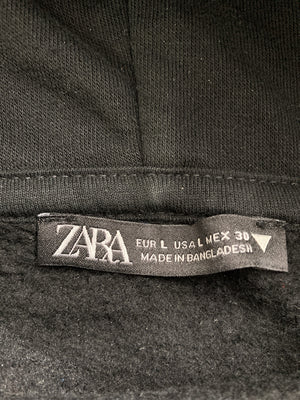 ZARA
EUR L USA L MEX 30
MADE IN BANGLADESH